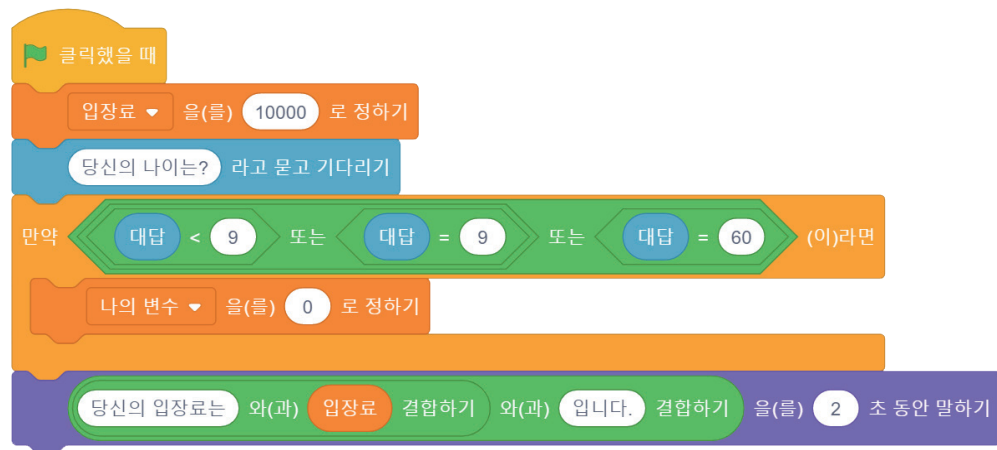 클릭했을 때
입장료 을(를) 10000 로 정하기
당신의 나이는? 라고 묻고 기다리기
만약 대답 < 9 또는 대답 = 9 또는 대답 = 60 (이)라면
나의 변수 을(를) 0 로 정하기
당신의 입장료는 와(과) 입장료 결합하기 와(과) 입니다. 결합하기 을(를) 2 초 동안 말하기